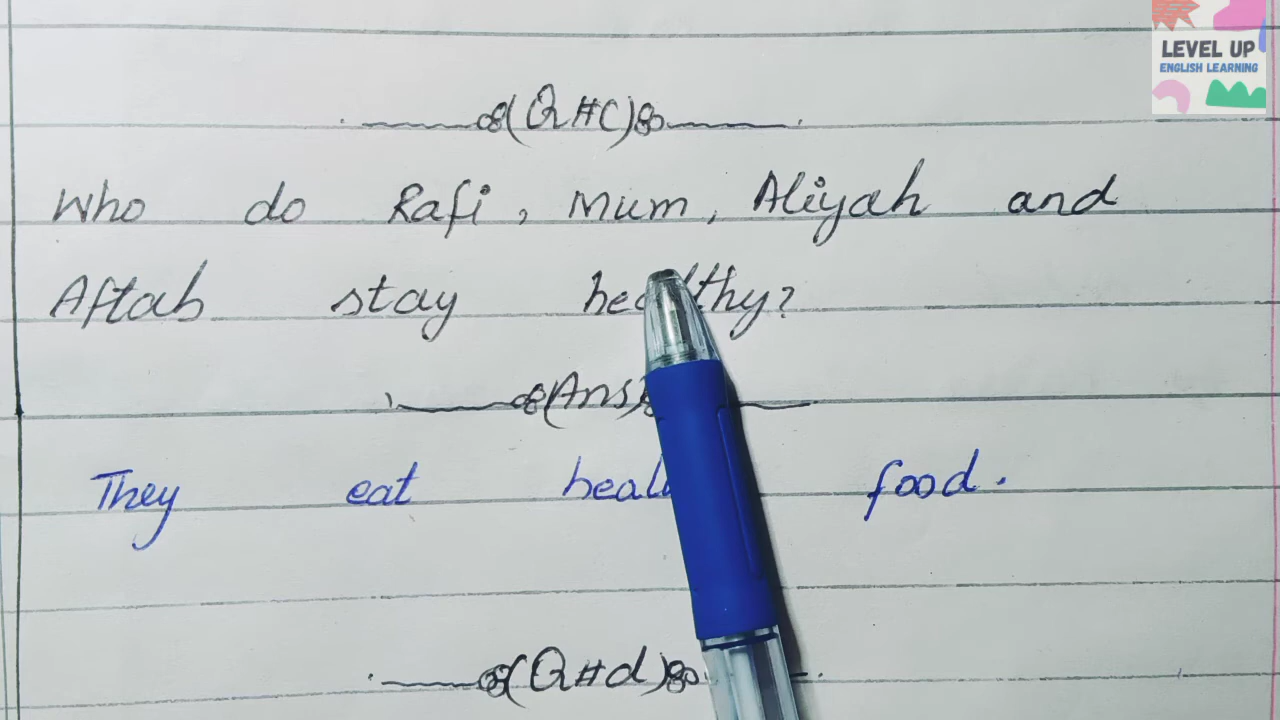 LEVEL UP
ENGLISH LEARNING
(Q#C)
Who do Rafi, Mum, Aliyah and
Aftab stay healthy?
(Ans)
They eat food.
(Q#d)